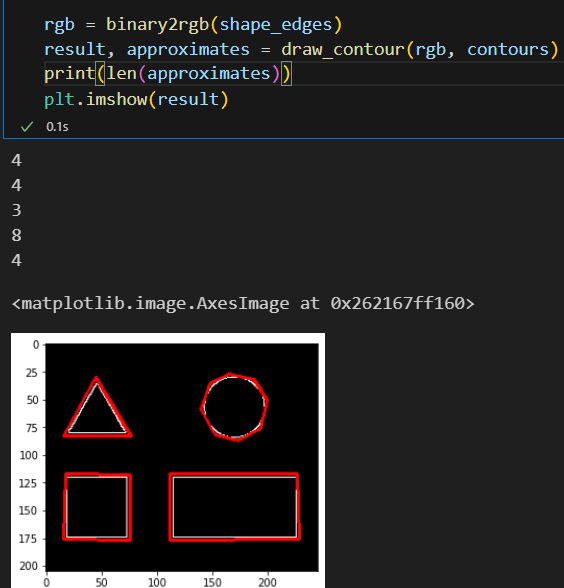 rgb = binary2rgb(shape_edges)
result, approximates = draw_contour(rgb, contours)
print(len(approximates))
plt.imshow(result)
0.1s
4
4
3
8
4
<matplotlib.image.AxesImage at 0x262167ff160>
0
25
50
75
100
125
150
175
200
0 50 100 150 200